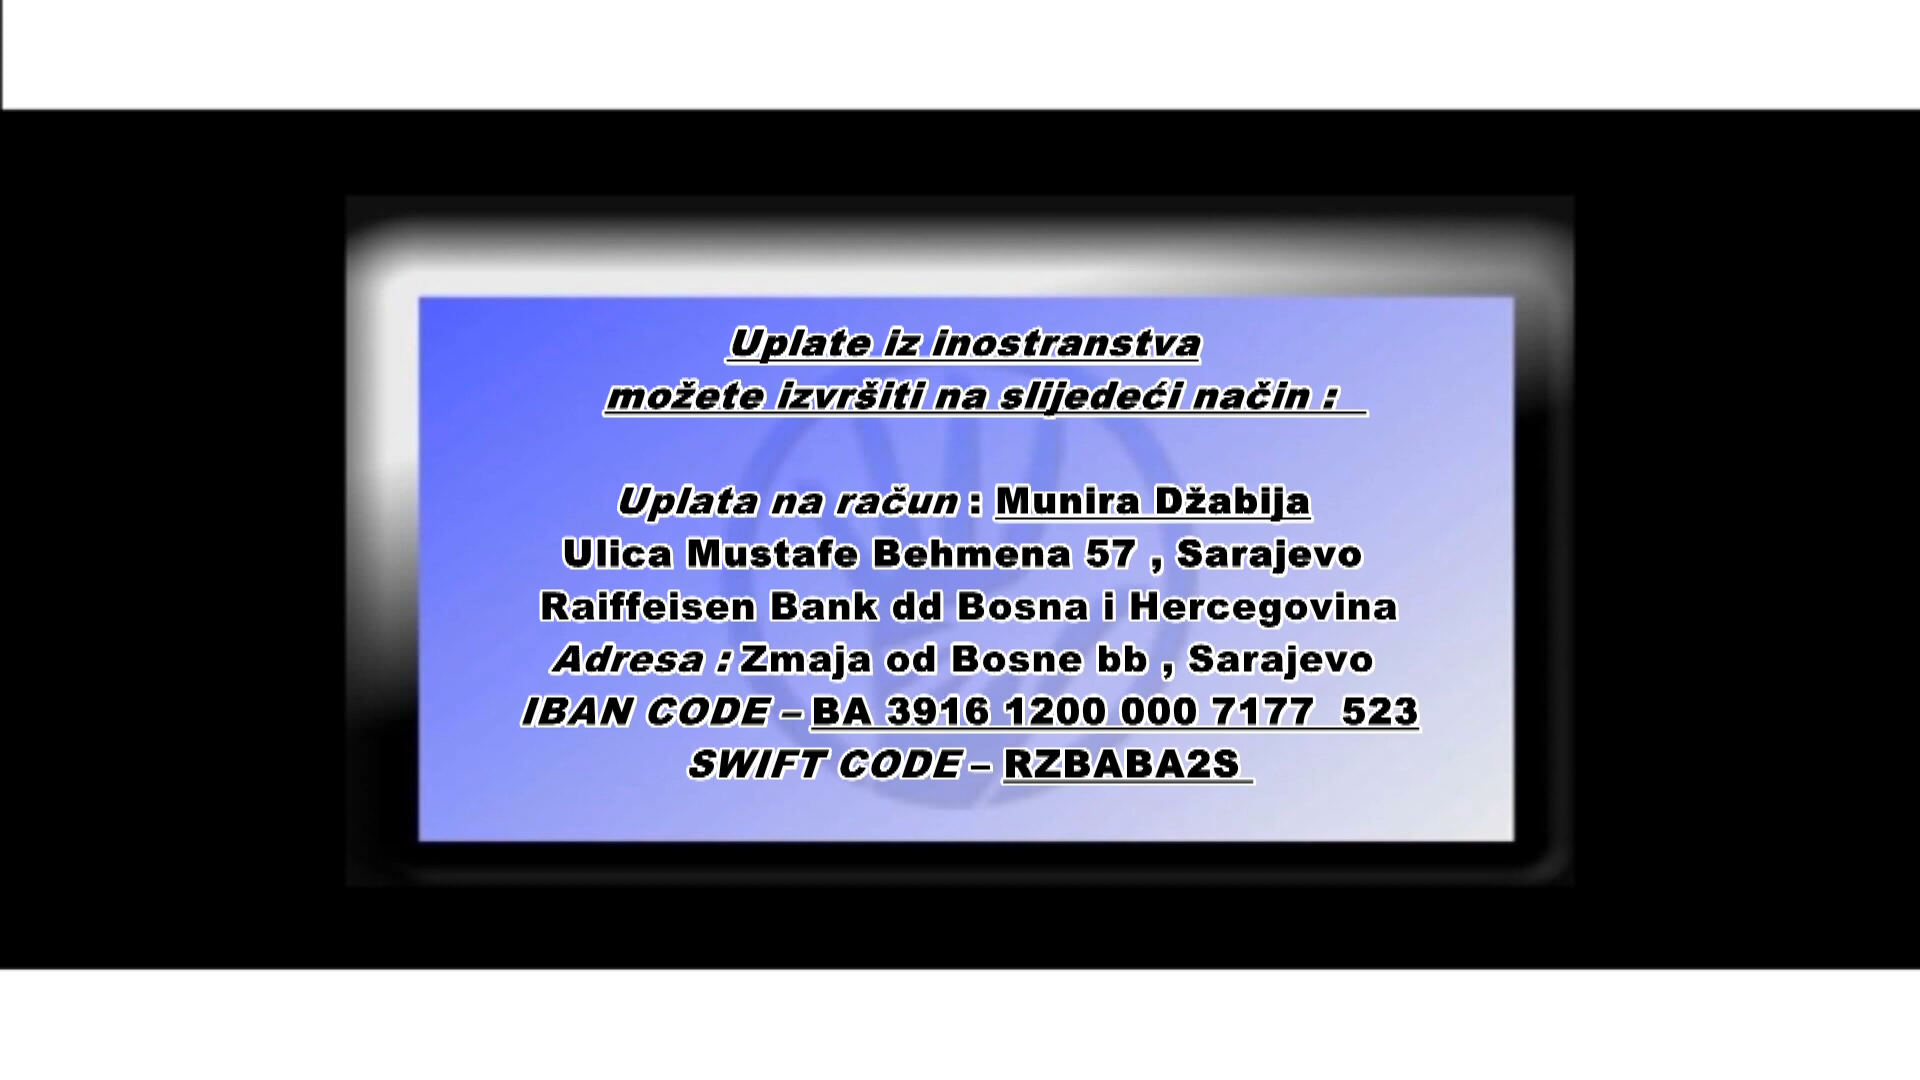 Uplate iz inostranstva
možete izvršiti na slijedeći način :
Uplata na račun : Munira Džabija
Ulica Mustafe Behmena 57 , Sarajevo
Raiffeisen Bank dd Bosna i Hercegovina
Adresa : Zmaja od Bosne bb , Sarajevo
IBAN CODE – BA 3916 1200 000 7177  523
SWIFT CODE – RZBABA2S